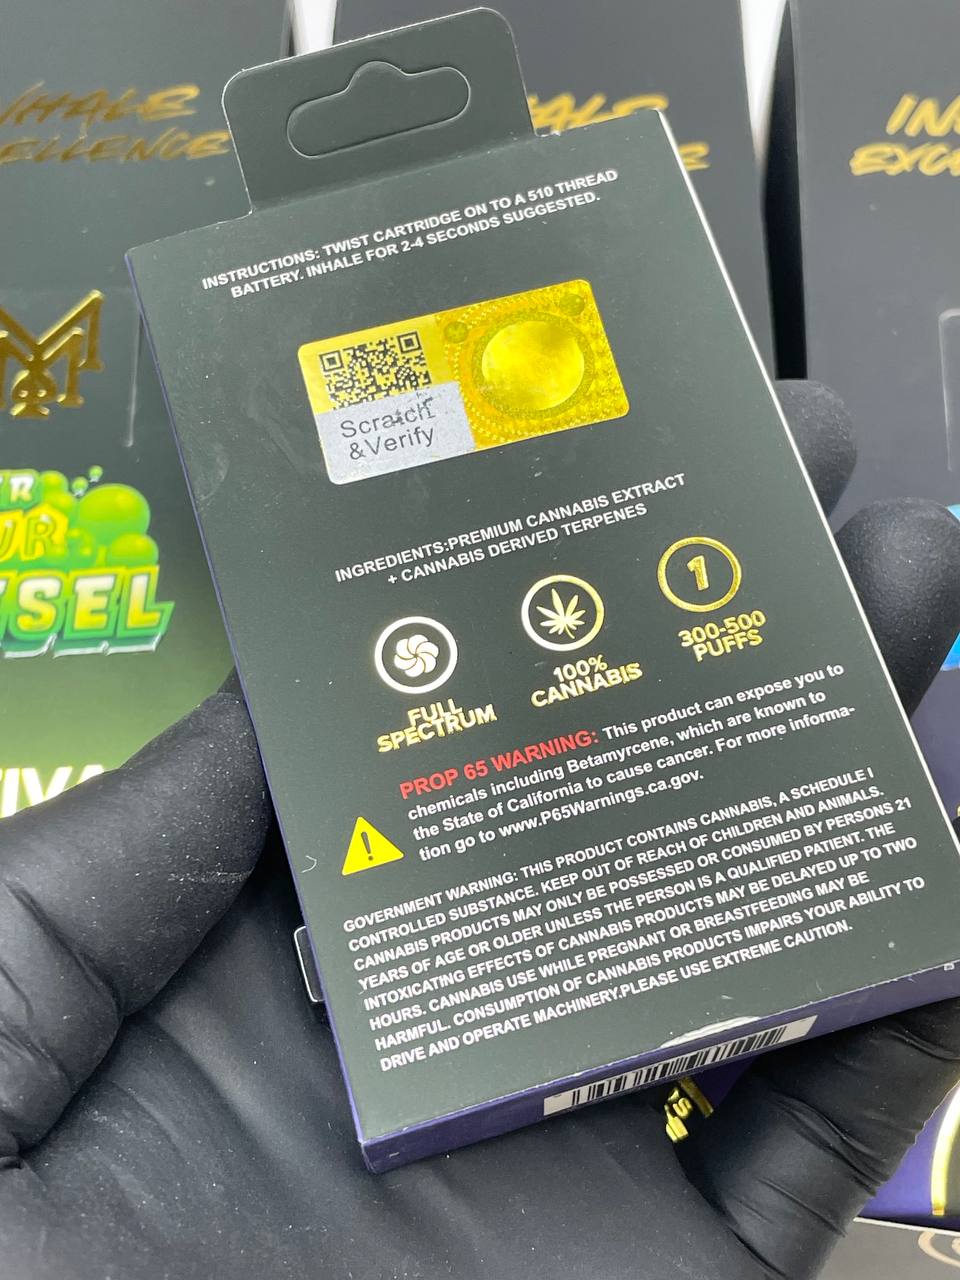 INHALE
EXCELLENCE
INSTRUCTIONS: TWIST CARTRIDGE ON TO A 510 THREAD
BATTERY. INHALE FOR 2-4 SECONDS SUGGESTED.
Scratch
&Verify
INGREDIENTS:PREMIUM CANNABIS EXTRACT
+ CANNABIS DERIVED TERPENES
FULL
SPECTRUM
100%
CANNABIS
1
300-500
PUFFS
PROP 65 WARNING: This product can expose you to
chemicals including Betamyrcene, which are known to
the State of California to cause cancer. For more informa-
tion go to www.P65Warnings.ca.gov.
GOVERNMENT WARNING: THIS PRODUCT CONTAINS CANNABIS, A SCHEDULE I
CONTROLLED SUBSTANCE. KEEP OUT OF REACH OF CHILDREN AND ANIMALS.
CANNABIS PRODUCTS MAY ONLY BE POSSESSED OR CONSUMED BY PERSONS 21
YEARS OF AGE OR OLDER UNLESS THE PERSON IS A QUALIFIED PATIENT. THE
INTOXICATING EFFECTS OF CANNABIS PRODUCTS MAY BE DELAYED UP TO TWO
HOURS. CANNABIS USE WHILE PREGNANT OR BREASTFEEDING MAY BE
HARMFUL. CONSUMPTION OF CANNABIS PRODUCTS IMPAIRS YOUR ABILITY TO
DRIVE AND OPERATE MACHINERY.PLEASE USE EXTREME CAUTION.